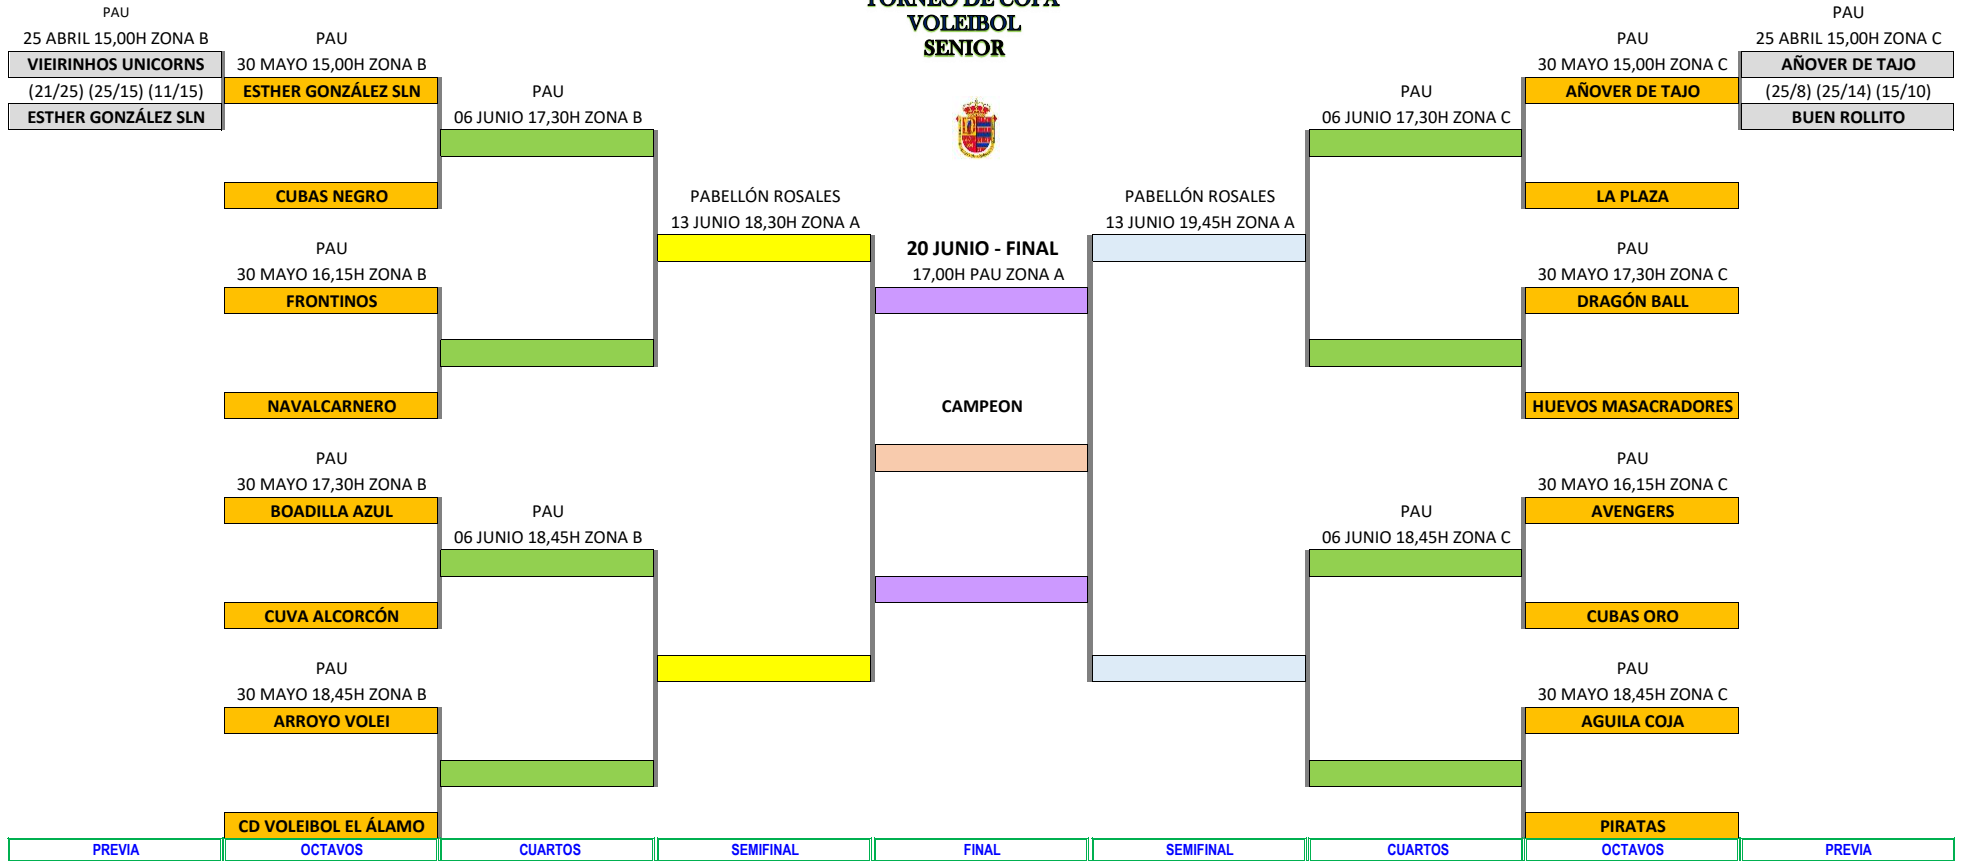 TORNEO DE COPA
VOLEIBOL
SENIOR
PAU
25 ABRIL 15,00H ZONA B
VIEIRINHOS UNICORNS
(21/25) (25/15) (11/15)
ESTHER GONZÁLEZ SLN
PAU
30 MAYO 15,00H ZONA B
ESTHER GONZÁLEZ SLN
CUBAS NEGRO
PAU
30 MAYO 16,15H ZONA B
FRONTINOS
NAVALCARNERO
PAU
30 MAYO 17,30H ZONA B
BOADILLA AZUL
CUVA ALCORCÓN
PAU
30 MAYO 18,45H ZONA B
ARROYO VOLEI
CD VOLEIBOL EL ÁLAMO
PAU
06 JUNIO 17,30H ZONA B
PAU
06 JUNIO 18,45H ZONA B
PABELLÓN ROSALES
13 JUNIO 18,30H ZONA A
20 JUNIO - FINAL
17,00H PAU ZONA A
CAMPEON
PABELLÓN ROSALES
13 JUNIO 19,45H ZONA A
PAU
06 JUNIO 17,30H ZONA C
PAU
06 JUNIO 18,45H ZONA C
PAU
30 MAYO 15,00H ZONA C
AÑOVER DE TAJO
LA PLAZA
PAU
30 MAYO 17,30H ZONA C
DRAGÓN BALL
HUEVOS MASACRADORES
PAU
30 MAYO 16,15H ZONA C
AVENGERS
CUBAS ORO
PAU
30 MAYO 18,45H ZONA C
AGUILA COJA
PIRATAS
PAU
25 ABRIL 15,00H ZONA C
AÑOVER DE TAJO
(25/8) (25/14) (15/10)
BUEN ROLLITO
PREVIA OCTAVOS CUARTOS SEMIFINAL FINAL SEMIFINAL CUARTOS OCTAVOS PREVIA